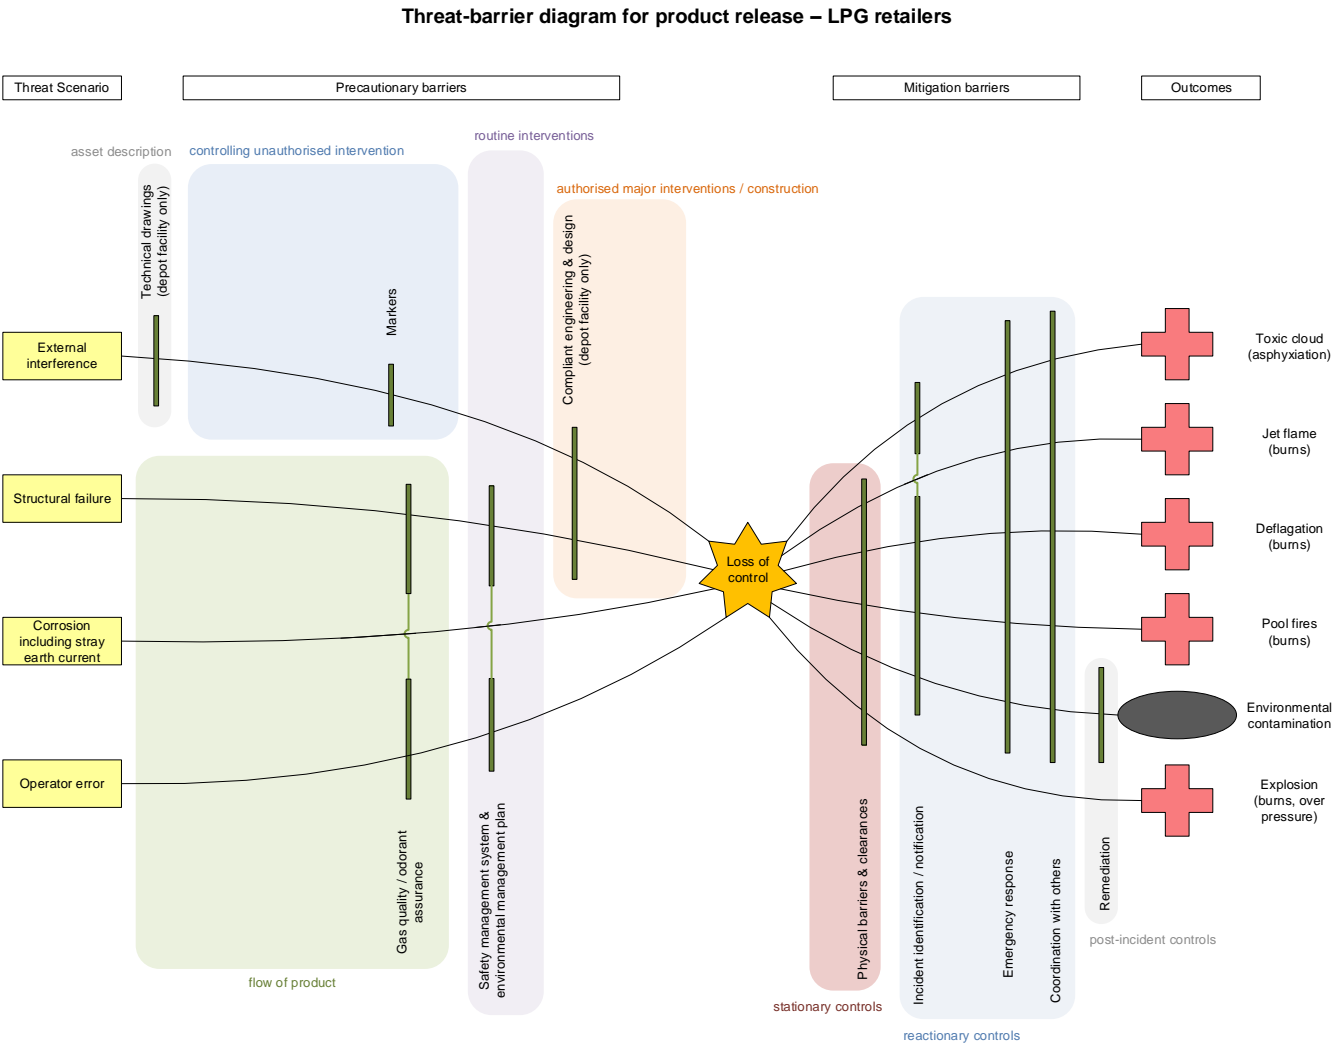 Threat-barrier diagram for product release – LPG retailers
Threat Scenario
Precautionary barriers
Mitigation barriers
Outcomes
routine interventions
asset description
controlling unauthorised intervention
authorised major interventions / construction
Technical drawings
(depot facility only)
Markers
Compliant engineering & design
(depot facility only)
External
interference
Structural failure
Corrosion
including stray
earth current
Operator error
Loss of
control
Toxic cloud
(asphyxiation)
Jet flame
(burns)
Deflagation
(burns)
Pool fires
(burns)
Environmental
contamination
Explosion
(burns, over
pressure)
Gas quality / odorant
assurance
Safety management system &
environmental management plan
Physical barriers & clearances
Incident identification / notification
Emergency response
Coordination with others
Remediation
post-incident controls
flow of product
stationary controls
reactionary controls